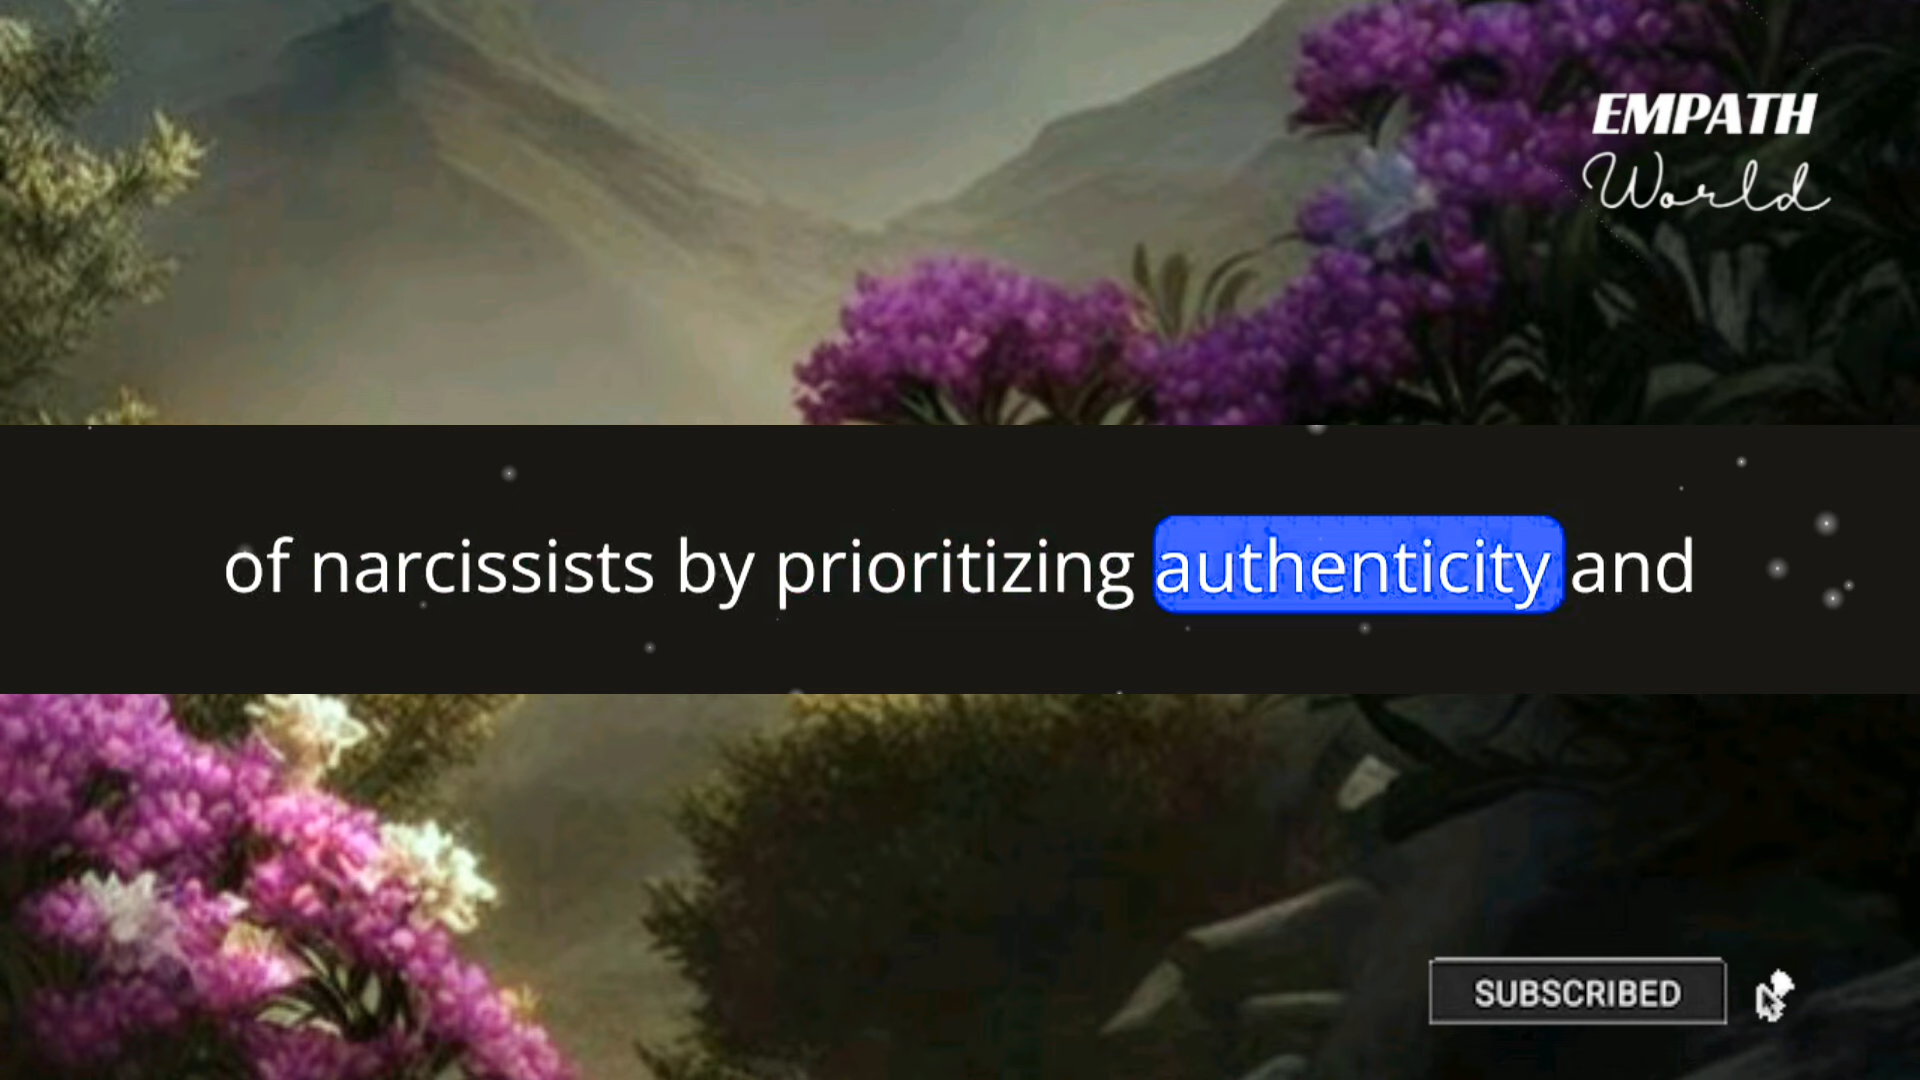 EMPATH
World
of narcissists by prioritizing authenticity and
SUBSCRIBED